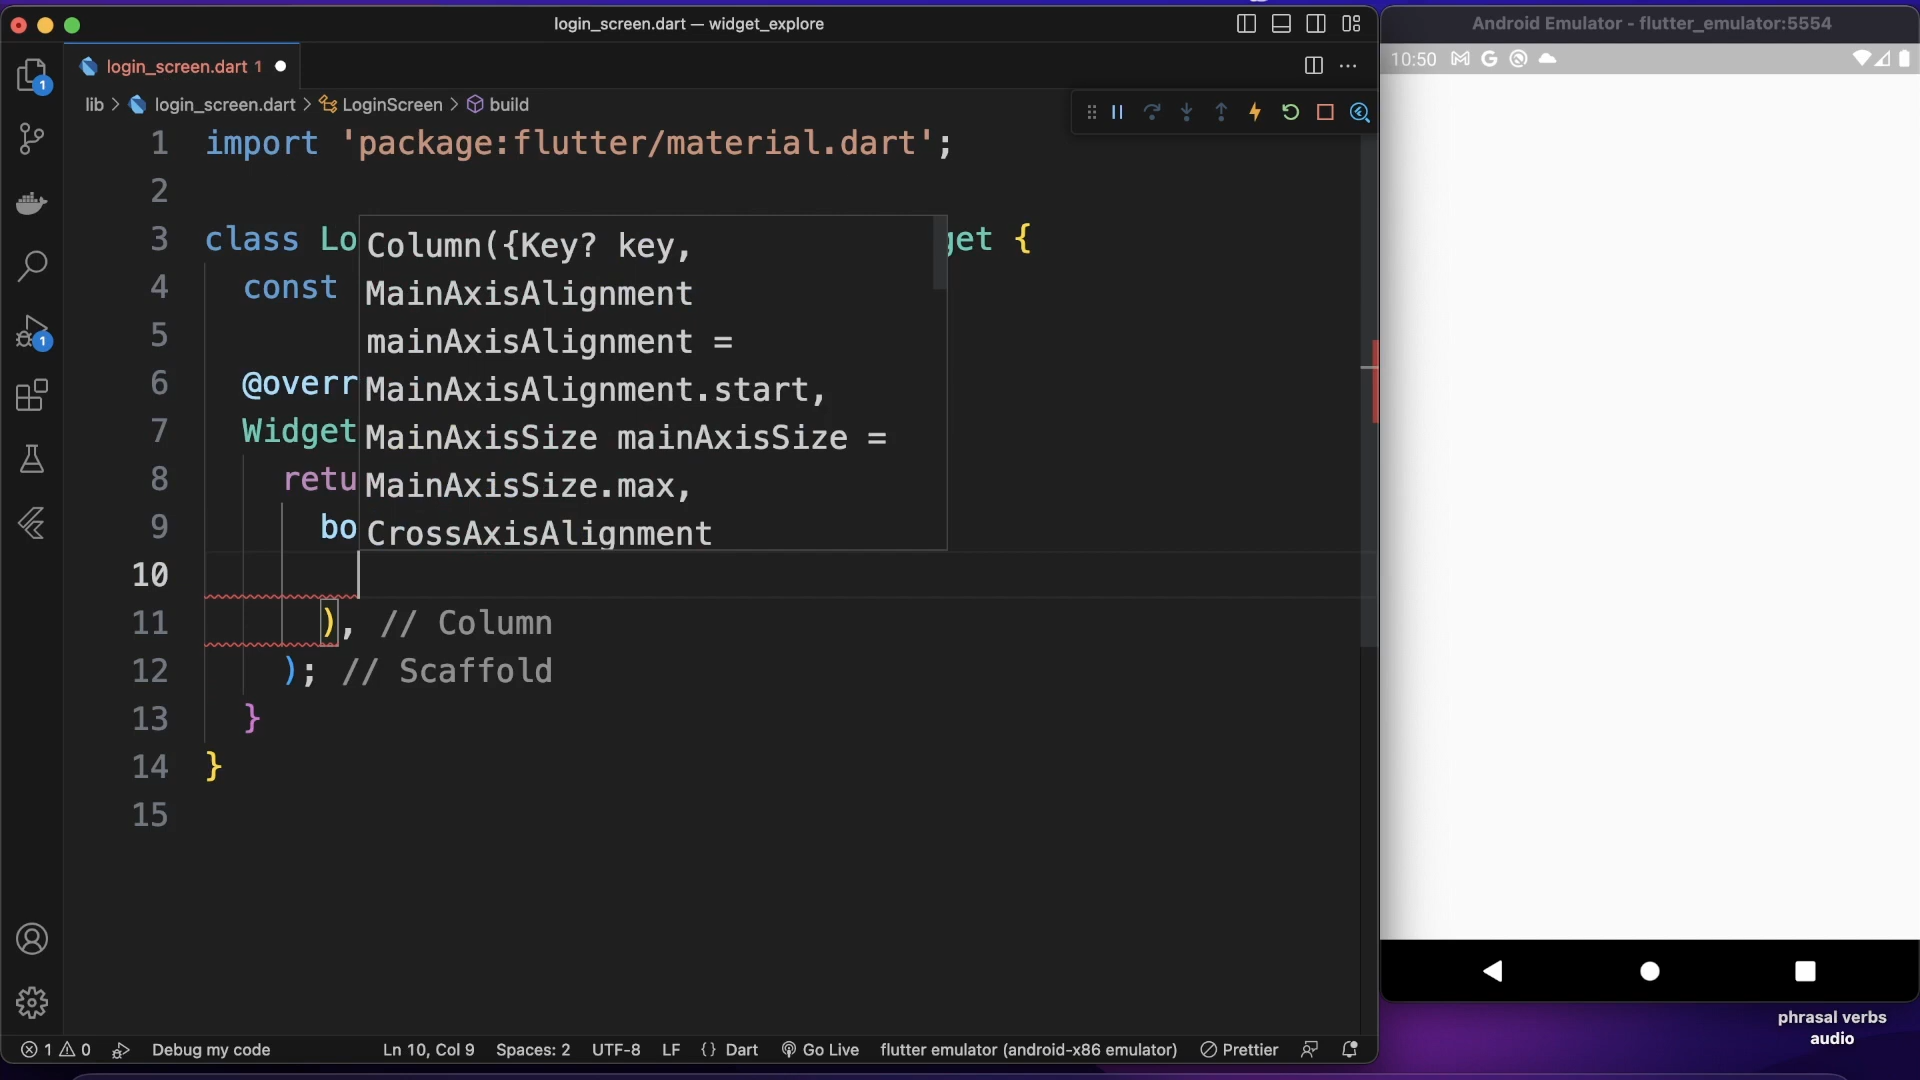 login_screen.dart — widget_explore
login_screen.dart 1
lib > login_screen.dart > LoginScreen > build
1 import 'package:flutter/material.dart';
2
3 class Lo get {
4 const
5
6 @overr
7 Widget
8 retu
9 bo
10
11 ), // Column
12 ); // Scaffold
13 }
14 }
15
Column({Key? key,
MainAxisAlignment
mainAxisAlignment =
MainAxisAlignment.start,
MainAxisSize mainAxisSize =
MainAxisSize.max,
CrossAxisAlignment
1
1
1 0 Debug my code Ln 10, Col 9 Spaces: 2 UTF-8 LF {} Dart Go Live flutter emulator (android-x86 emulator) Prettier
Android Emulator - flutter_emulator:5554
10:50
phrasal verbs
audio